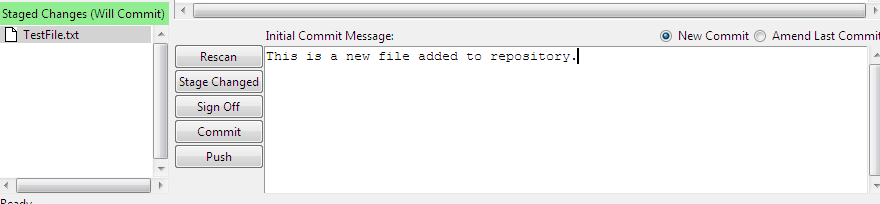 Staged Changes (Will Commit)
TestFile.txt
Initial Commit Message:
New Commit
Amend Last Commit
Rescan
This is a new file added to repository.
Stage Changed
Sign Off
Commit
Push
Ready